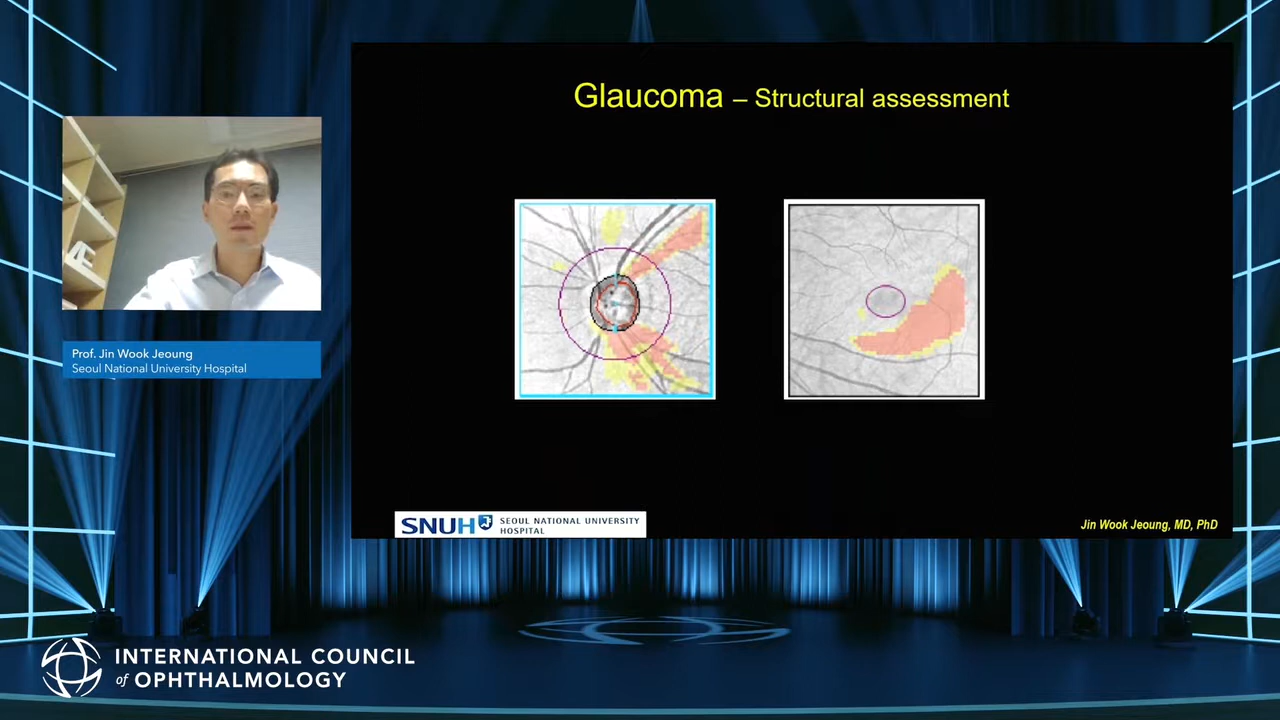 Glaucoma – Structural assessment
Prof. Jin Wook Jeoung
Seoul National University Hospital
SNUH SEOUL NATIONAL UNIVERSITY
HOSPITAL
Jin Wook Jeoung, MD, PhD
INTERNATIONAL COUNCIL
of OPHTHALMOLOGY